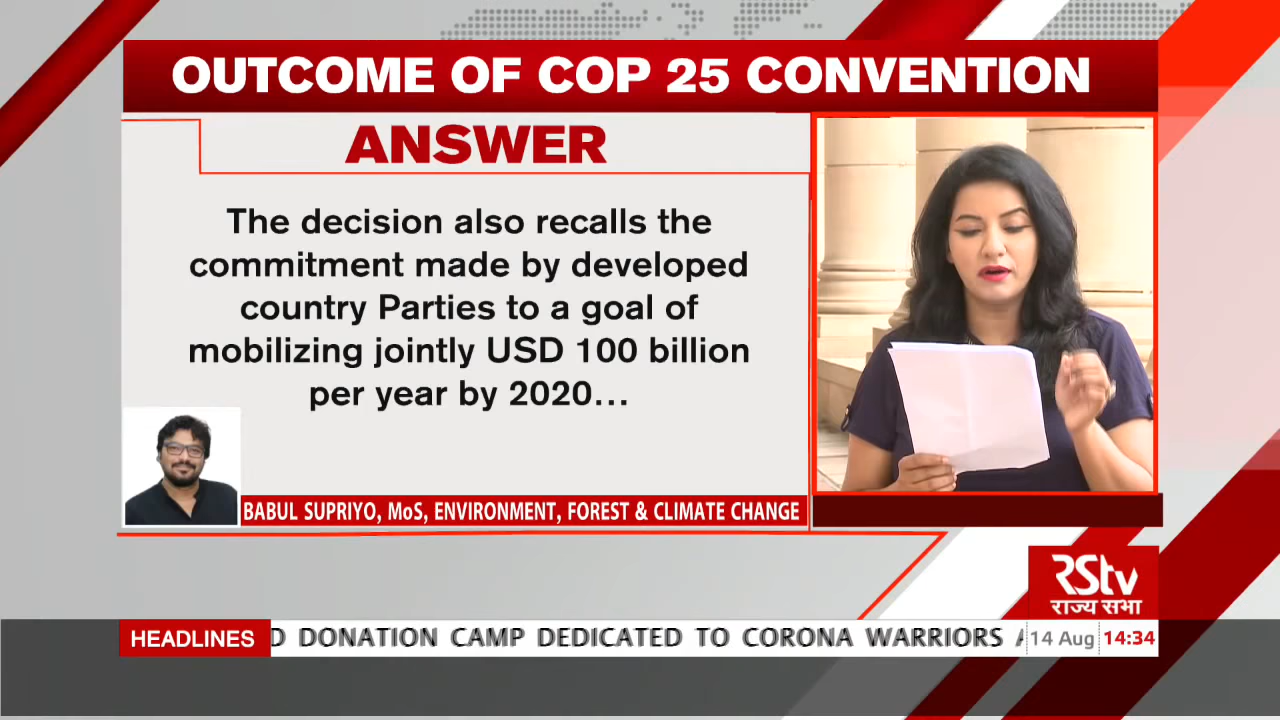 OUTCOME OF COP 25 CONVENTION
ANSWER
The decision also recalls the
commitment made by developed
country Parties to a goal of
mobilizing jointly USD 100 billion
per year by 2020...
BABUL SUPRIYO, MoS, ENVIRONMENT, FOREST & CLIMATE CHANGE
RStv
राज्य सभा
HEADLINES
D DONATION CAMP DEDICATED TO CORONA WARRIORS
14 Aug 14:34